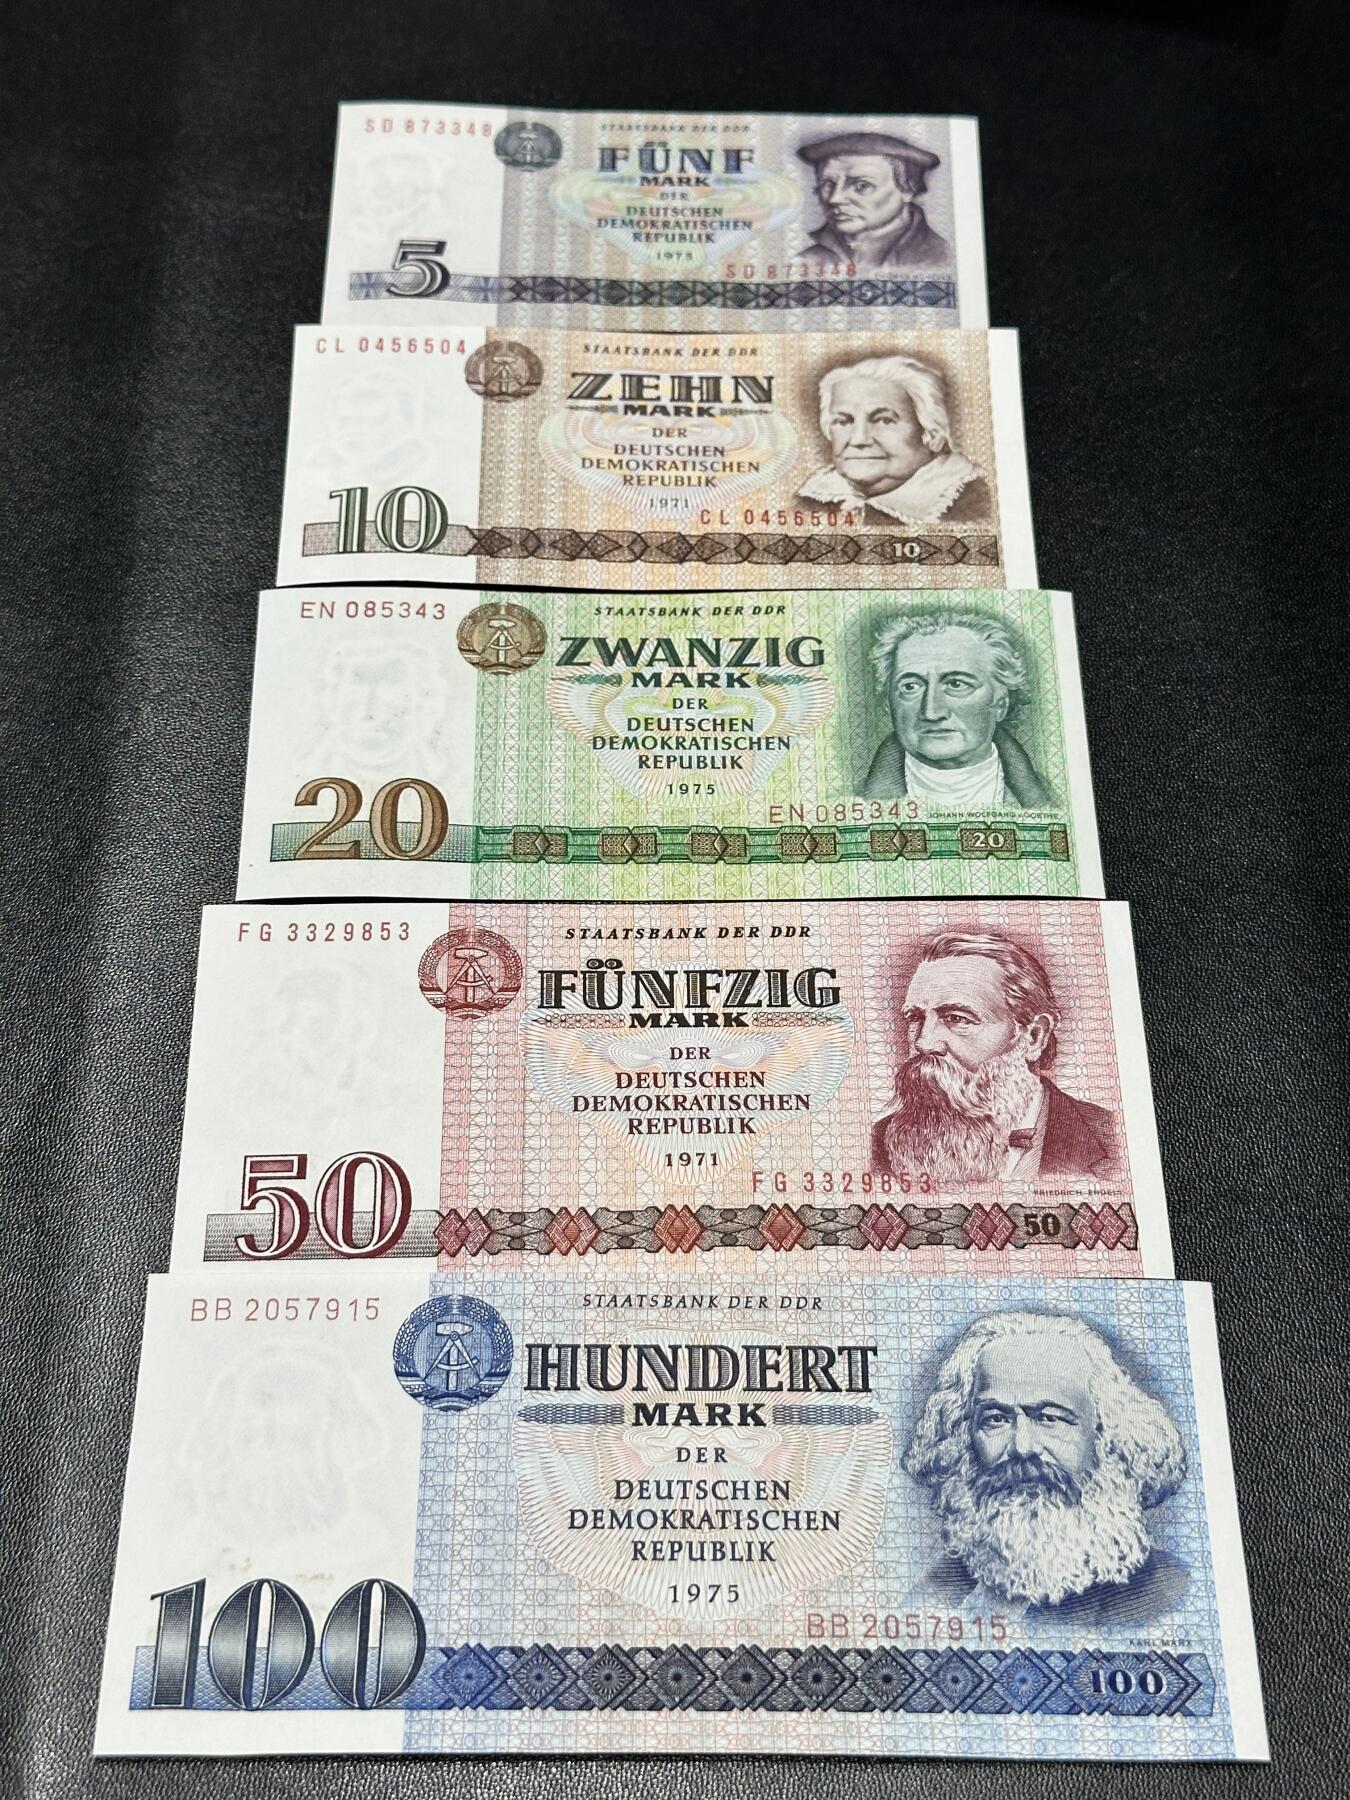 SD 873348
STAATSBANK DER DDR
FÜNF
MARK
DER
DEUTSCHEN
DEMOKRATISCHEN
REPUBLIK
1975
SD 873348
5
5
CL 0456504
STAATSBANK DER DDR
ZEHN
MARK
DER
DEUTSCHEN
DEMOKRATISCHEN
REPUBLIK
1971
CL 0456504
10
10
EN 085343
STAATSBANK DER DDR
ZWANZIG
MARK
DER
DEUTSCHEN
DEMOKRATISCHEN
REPUBLIK
1975
EN 085343
JOHANN WOLFGANG v. GOETHE
20
20
FG 3329853
STAATSBANK DER DDR
FÜNFZIG
MARK
DER
DEUTSCHEN
DEMOKRATISCHEN
REPUBLIK
1971
FG 3329853
FRIEDRICH ENGELS
50
50
BB 2057915
STAATSBANK DER DDR
HUNDERT
MARK
DER
DEUTSCHEN
DEMOKRATISCHEN
REPUBLIK
1975
BB 2057915
KARL MARX
100
100